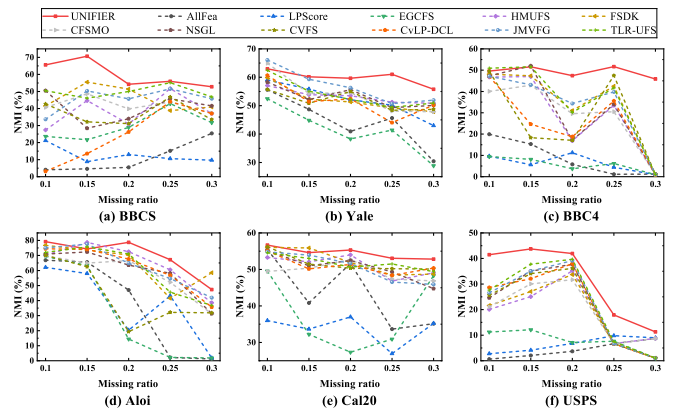 UNIFIER AllFea LPScore EGCFS HMUFS FSDK
CFSMO NSGL CVFS CvLP-DCL JMVFG TLR-UFS
NMI (%)
70
60
50
40
30
20
10
0
0.1 0.15 0.2 0.25 0.3
Missing ratio
(a) BBCS
NMI (%)
70
60
50
40
30
0.1 0.15 0.2 0.25 0.3
Missing ratio
(b) Yale
NMI (%)
60
50
40
30
20
10
0
0.1 0.15 0.2 0.25 0.3
Missing ratio
(c) BBC4
NMI (%)
80
70
60
50
40
30
20
10
0
0.1 0.15 0.2 0.25 0.3
Missing ratio
(d) Aloi
NMI (%)
60
50
40
30
0.1 0.15 0.2 0.25 0.3
Missing ratio
(e) Cal20
NMI (%)
50
40
30
20
10
0
0.1 0.15 0.2 0.25 0.3
Missing ratio
(f) USPS